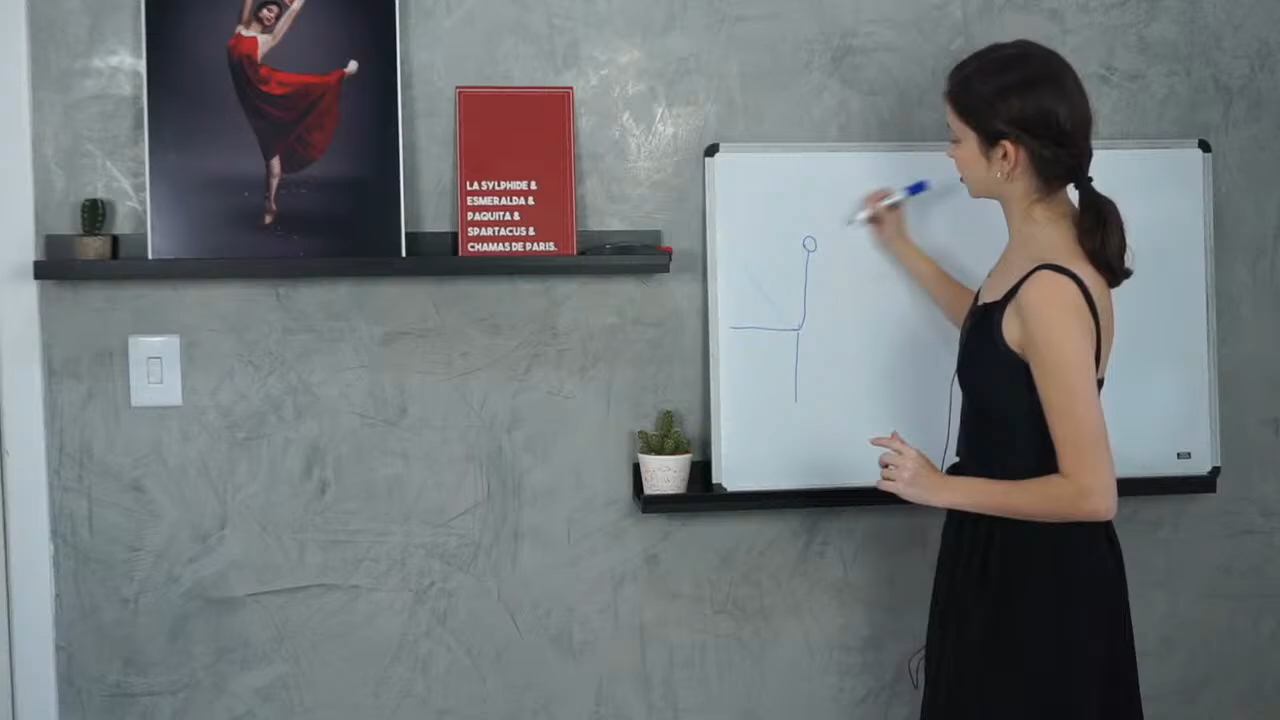 LA SYLPHIDE &
ESMERALDA &
PAQUITA &
SPARTACUS &
CHAMAS DE PARIS.